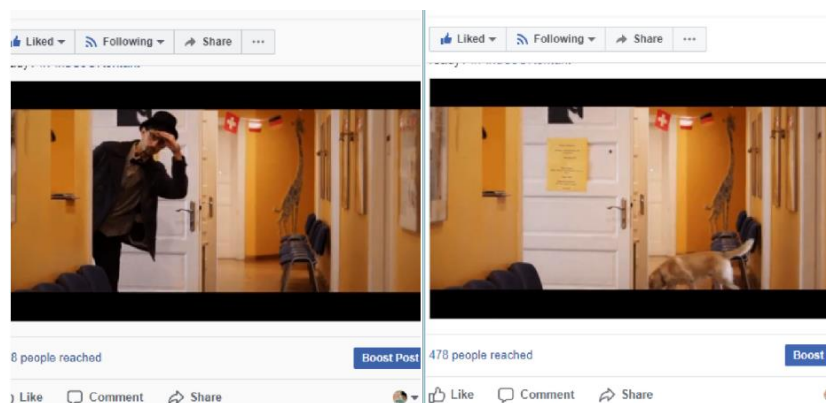 Liked Following Share ...
8 people reached Boost Post
Like Comment Share
Liked Following Share ...
478 people reached Boost
Like Comment Share